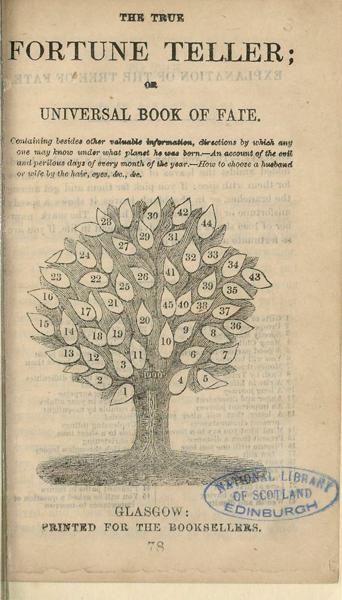 THE TRUE
FORTUNE TELLER;
OR
UNIVERSAL BOOK OF FATE.
Containing besides other valuable information, directions by which any
one may know under what planet he was born.—An account of the evil
and perilous days of every month of the year.—How to choose a husband
or wife by the hair, eyes, &c., &c.
28 30 42 44
27 29 31
24 32 33 34
23 22 25 26 41 39 43
16 17 21 20 45 40 38 35 37
15 14 18 19 11 10 9 8 36
13 12 3 6 7
2 1 4 5
GLASGOW:
PRINTED FOR THE BOOKSELLERS.
78
NATIONAL LIBRARY
OF SCOTLAND
EDINBURGH